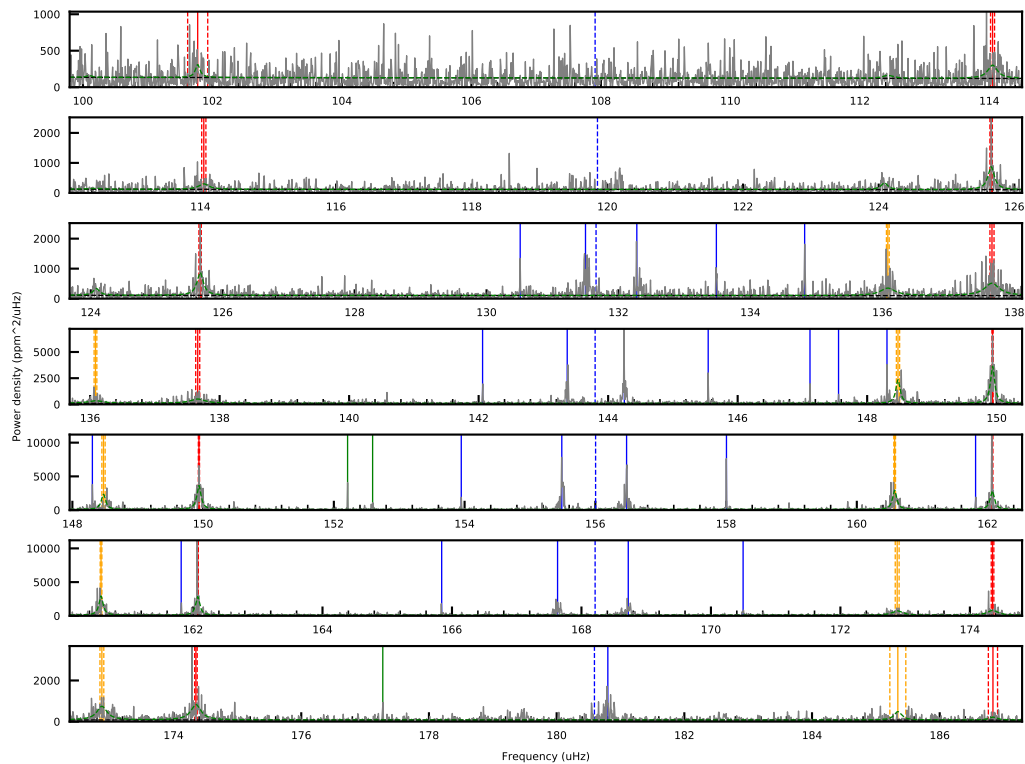 1000
500
0
100 102 104 106 108 110 112 114
2000
1000
0
114 116 118 120 122 124 126
2000
1000
0
124 126 128 130 132 134 136 138
5000
2500
0
136 138 140 142 144 146 148 150
Power density (ppm^2/uHz)
10000
5000
0
148 150 152 154 156 158 160 162
10000
5000
0
162 164 166 168 170 172 174
2000
0
174 176 178 180 182 184 186
Frequency (uHz)